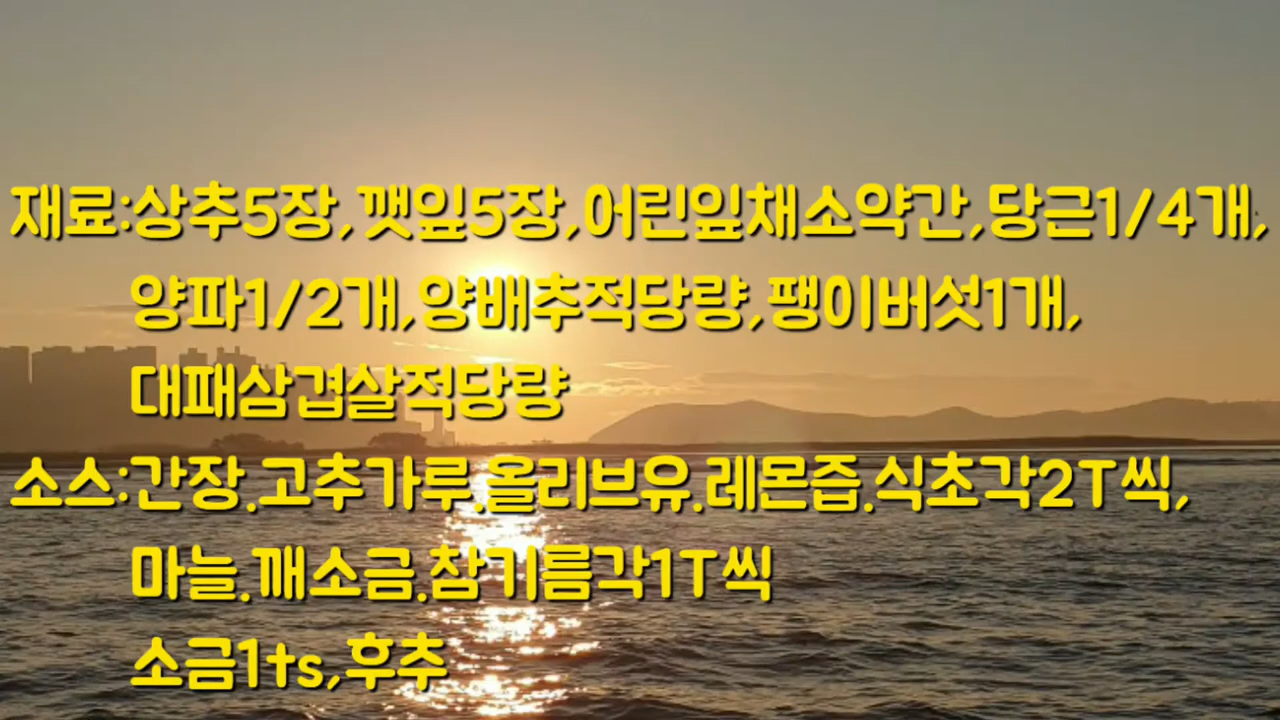 재료:상추5장,깻잎5장,어린잎채소약간,당근1/4개,
양파1/2개,양배추적당량,팽이버섯1개,
대패삼겹살적당량
소스:간장.고추가루.올리브유.레몬즙.식초각2T씩,
마늘.깨소금.참기름각1T씩
소금1ts,후추